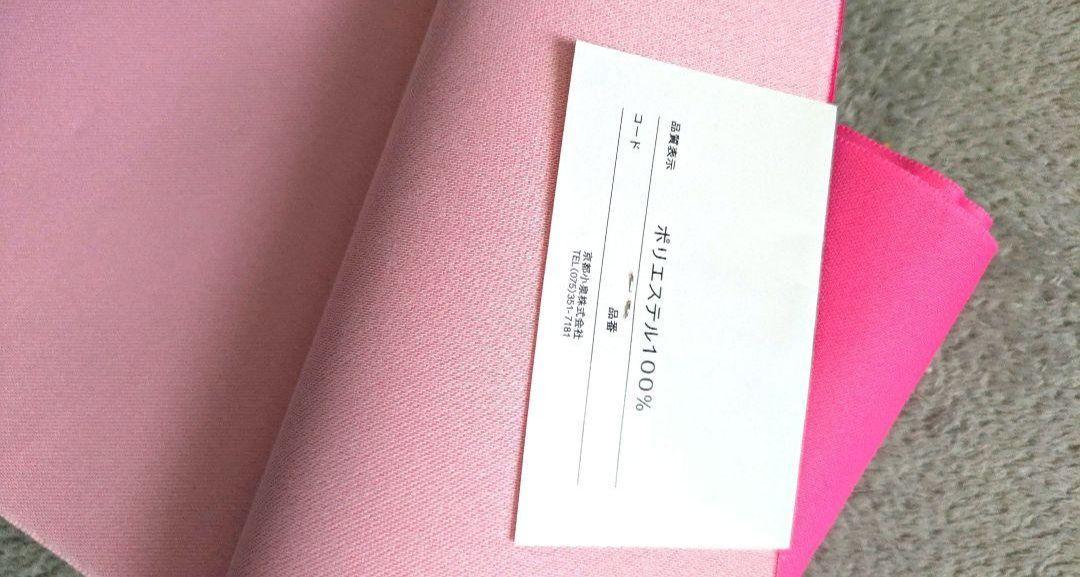 品質表示
ポリエステル100%
コード
品番
京都小泉株式会社
TEL(075)351-7181